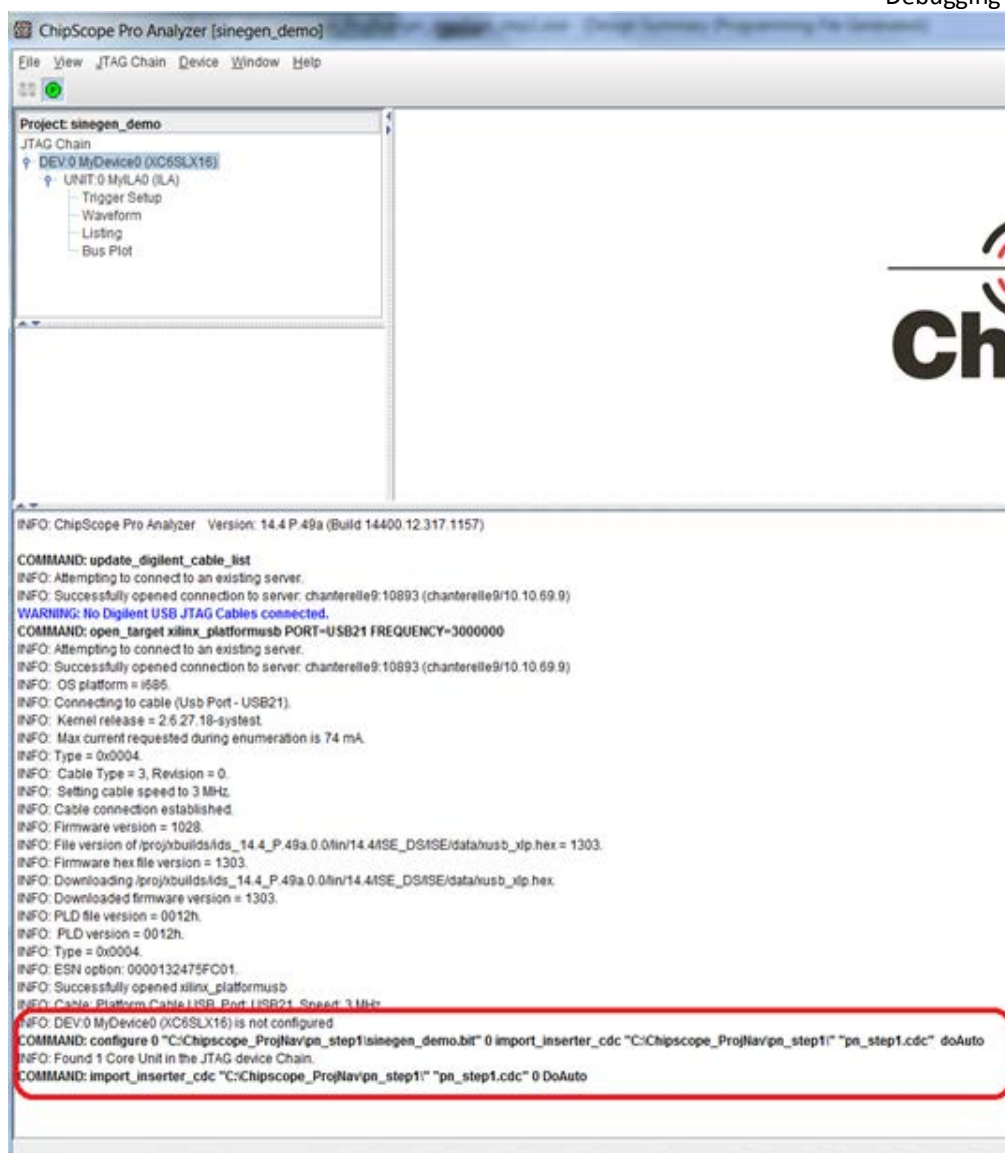 Debugging
ChipScope Pro Analyzer [sinegen_demo]
File View JTAG Chain Device Window Help
Project: sinegen_demo
JTAG Chain
DEV:0 MyDevice0 (XC6SLX16)
UNIT:0 MyILA0 (ILA)
Trigger Setup
Waveform
Listing
Bus Plot
Ch
INFO: ChipScope Pro Analyzer Version: 14.4 P.49a (Build 14400.12.317.1157)
COMMAND: update_digilent_cable_list
INFO: Attempting to connect to an existing server.
INFO: Successfully opened connection to server: chanterelle9:10893 (chanterelle9/10.10.69.9)
WARNING: No Digilent USB JTAG Cables connected.
COMMAND: open_target xilinx_platformusb PORT=USB21 FREQUENCY=3000000
INFO: Attempting to connect to an existing server.
INFO: Successfully opened connection to server: chanterelle9:10893 (chanterelle9/10.10.69.9)
INFO: OS platform = i686.
INFO: Connecting to cable (Usb Port - USB21).
INFO: Kernel release = 2.6.27.18-systest.
INFO: Max current requested during enumeration is 74 mA.
INFO: Type = 0x0004.
INFO: Cable Type = 3, Revision = 0.
INFO: Setting cable speed to 3 MHz.
INFO: Cable connection established.
INFO: Firmware version = 1028.
INFO: File version of /proj/xbuilds/ids_14.4_P.49a.0.0/lin/14.4/ISE_DS/ISE/data/xusb_xlp.hex = 1303.
INFO: Firmware hex file version = 1303.
INFO: Downloading /proj/xbuilds/ids_14.4_P.49a.0.0/lin/14.4/ISE_DS/ISE/data/xusb_xlp.hex.
INFO: Downloaded firmware version = 1303.
INFO: PLD file version = 0012h.
INFO: PLD version = 0012h.
INFO: Type = 0x0004.
INFO: ESN option: 0000132475FC01.
INFO: Successfully opened xilinx_platformusb
INFO: Cable: Platform Cable USB, Port: USB21, Speed: 3 MHz
INFO: DEV:0 MyDevice0 (XC6SLX16) is not configured
COMMAND: configure 0 "C:\Chipscope_ProjNav\pn_step1\sinegen_demo.bit" 0 import_inserter_cdc "C:\Chipscope_ProjNav\pn_step1\" "pn_step1.cdc" doAuto
INFO: Found 1 Core Unit in the JTAG device Chain.
COMMAND: import_inserter_cdc "C:\Chipscope_ProjNav\pn_step1\" "pn_step1.cdc" 0 DoAuto